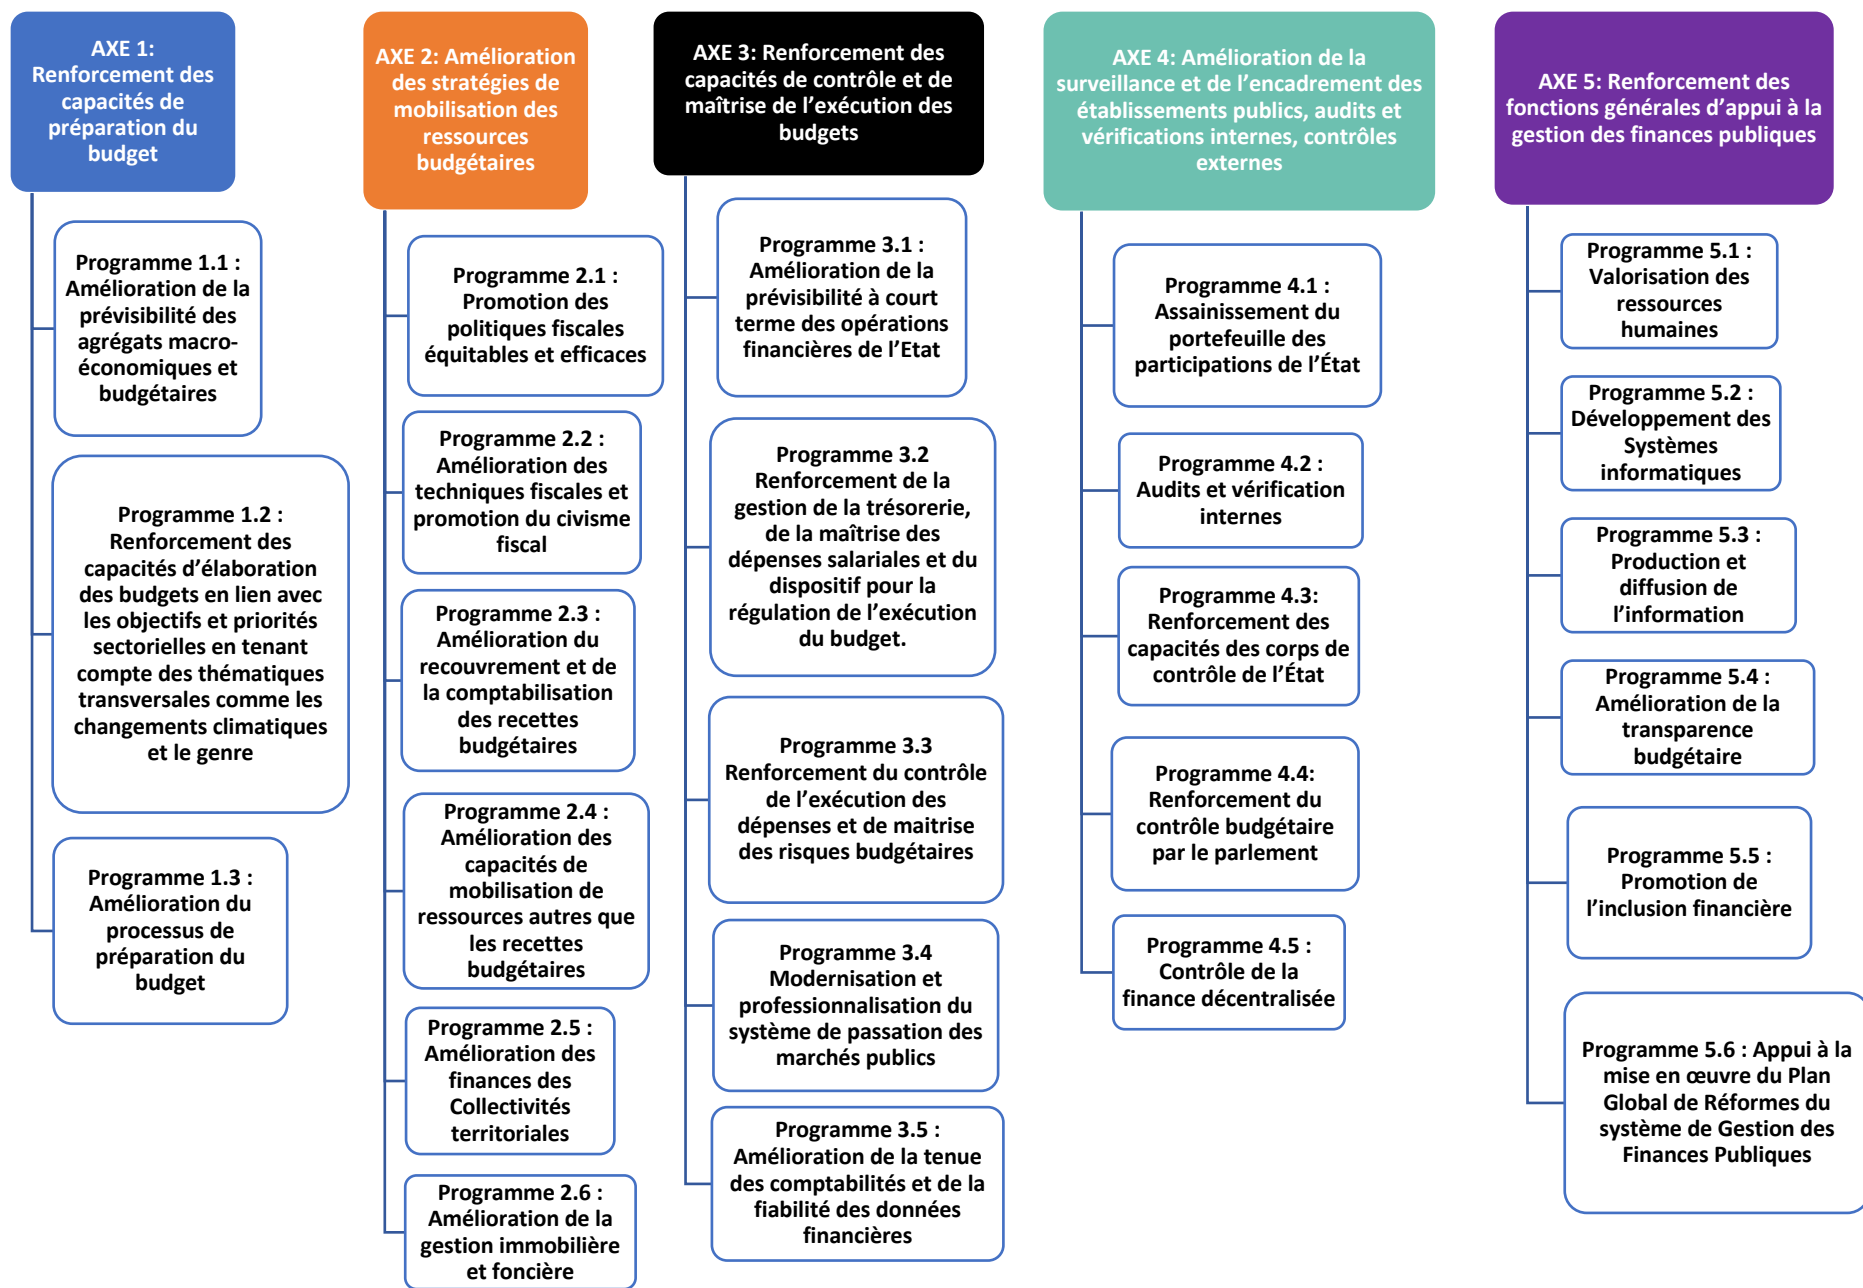 AXE 1:
Renforcement des
capacités de
préparation du
budget
Programme 1.1 :
Amélioration de la
prévisibilité des
agrégats macro-
économiques et
budgétaires
Programme 1.2 :
Renforcement des
capacités d’élaboration
des budgets en lien avec
les objectifs et priorités
sectorielles en tenant
compte des thématiques
transversales comme les
changements climatiques
et le genre
Programme 1.3 :
Amélioration du
processus de
préparation du
budget
AXE 2: Amélioration
des stratégies de
mobilisation des
ressources
budgétaires
Programme 2.1 :
Promotion des
politiques fiscales
équitables et efficaces
Programme 2.2 :
Amélioration des
techniques fiscales et
promotion du civisme
fiscal
Programme 2.3 :
Amélioration du
recouvrement et de
la comptabilisation
des recettes
budgétaires
Programme 2.4 :
Amélioration des
capacités de
mobilisation de
ressources autres que
les recettes
budgétaires
Programme 2.5 :
Amélioration des
finances des
Collectivités
territoriales
Programme 2.6 :
Amélioration de la
gestion immobilière
et foncière
AXE 3: Renforcement des
capacités de contrôle et de
maîtrise de l’exécution des
budgets
Programme 3.1 :
Amélioration de la
prévisibilité à court
terme des opérations
financières de l’Etat
Programme 3.2
Renforcement de la
gestion de la trésorerie,
de la maîtrise des
dépenses salariales et du
dispositif pour la
régulation de l’exécution
du budget.
Programme 3.3
Renforcement du contrôle
de l’exécution des
dépenses et de maitrise
des risques budgétaires
Programme 3.4
Modernisation et
professionnalisation du
système de passation des
marchés publics
Programme 3.5 :
Amélioration de la tenue
des comptabilités et de la
fiabilité des données
financières
AXE 4: Amélioration de la
surveillance et de l’encadrement des
établissements publics, audits et
vérifications internes, contrôles
externes
Programme 4.1 :
Assainissement du
portefeuille des
participations de l’État
Programme 4.2 :
Audits et vérification
internes
Programme 4.3:
Renforcement des
capacités des corps de
contrôle de l’État
Programme 4.4:
Renforcement du
contrôle budgétaire
par le parlement
Programme 4.5 :
Contrôle de la
finance décentralisée
AXE 5: Renforcement des
fonctions générales d’appui à la
gestion des finances publiques
Programme 5.1 :
Valorisation des
ressources
humaines
Programme 5.2 :
Développement des
Systèmes
informatiques
Programme 5.3 :
Production et
diffusion de
l’information
Programme 5.4 :
Amélioration de la
transparence
budgétaire
Programme 5.5 :
Promotion de
l’inclusion financière
Programme 5.6 : Appui à la
mise en œuvre du Plan
Global de Réformes du
système de Gestion des
Finances Publiques